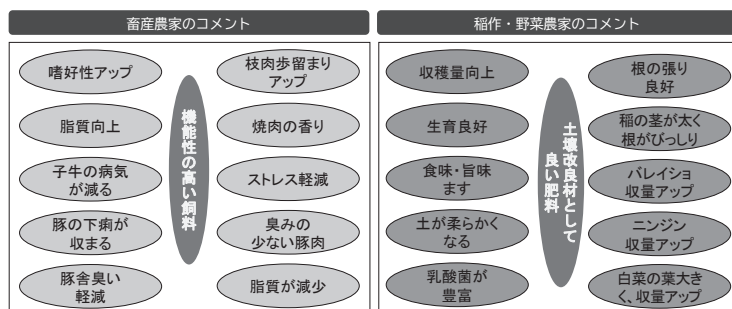 畜産農家のコメント
嗜好性アップ
脂質向上
子牛の病気
が減る
豚の下痢が
収まる
豚舎臭い
軽減
機能性の高い飼料
枝肉歩留まり
アップ
焼肉の香り
ストレス軽減
臭みの
少ない豚肉
脂質が減少
稲作・野菜農家のコメント
収穫量向上
生育良好
食味・旨味
ます
土が柔らかく
なる
乳酸菌が
豊富
土壌改良材として
良い肥料
根の張り
良好
稲の茎が太く
根がびっしり
バレイショ
収量アップ
ニンジン
収量アップ
白菜の葉大き
く、収量アップ